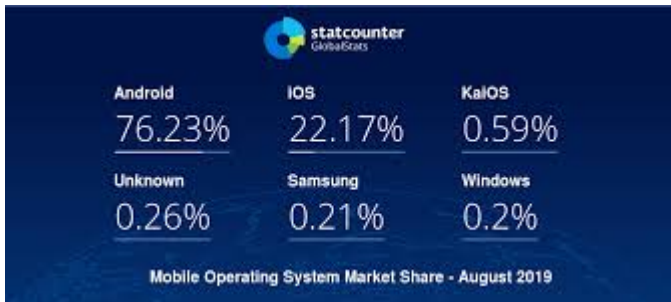 statcounter
GlobalStats
Android iOS KaiOS
76.23% 22.17% 0.59%
Unknown Samsung Windows
0.26% 0.21% 0.2%
Mobile Operating System Market Share - August 2019